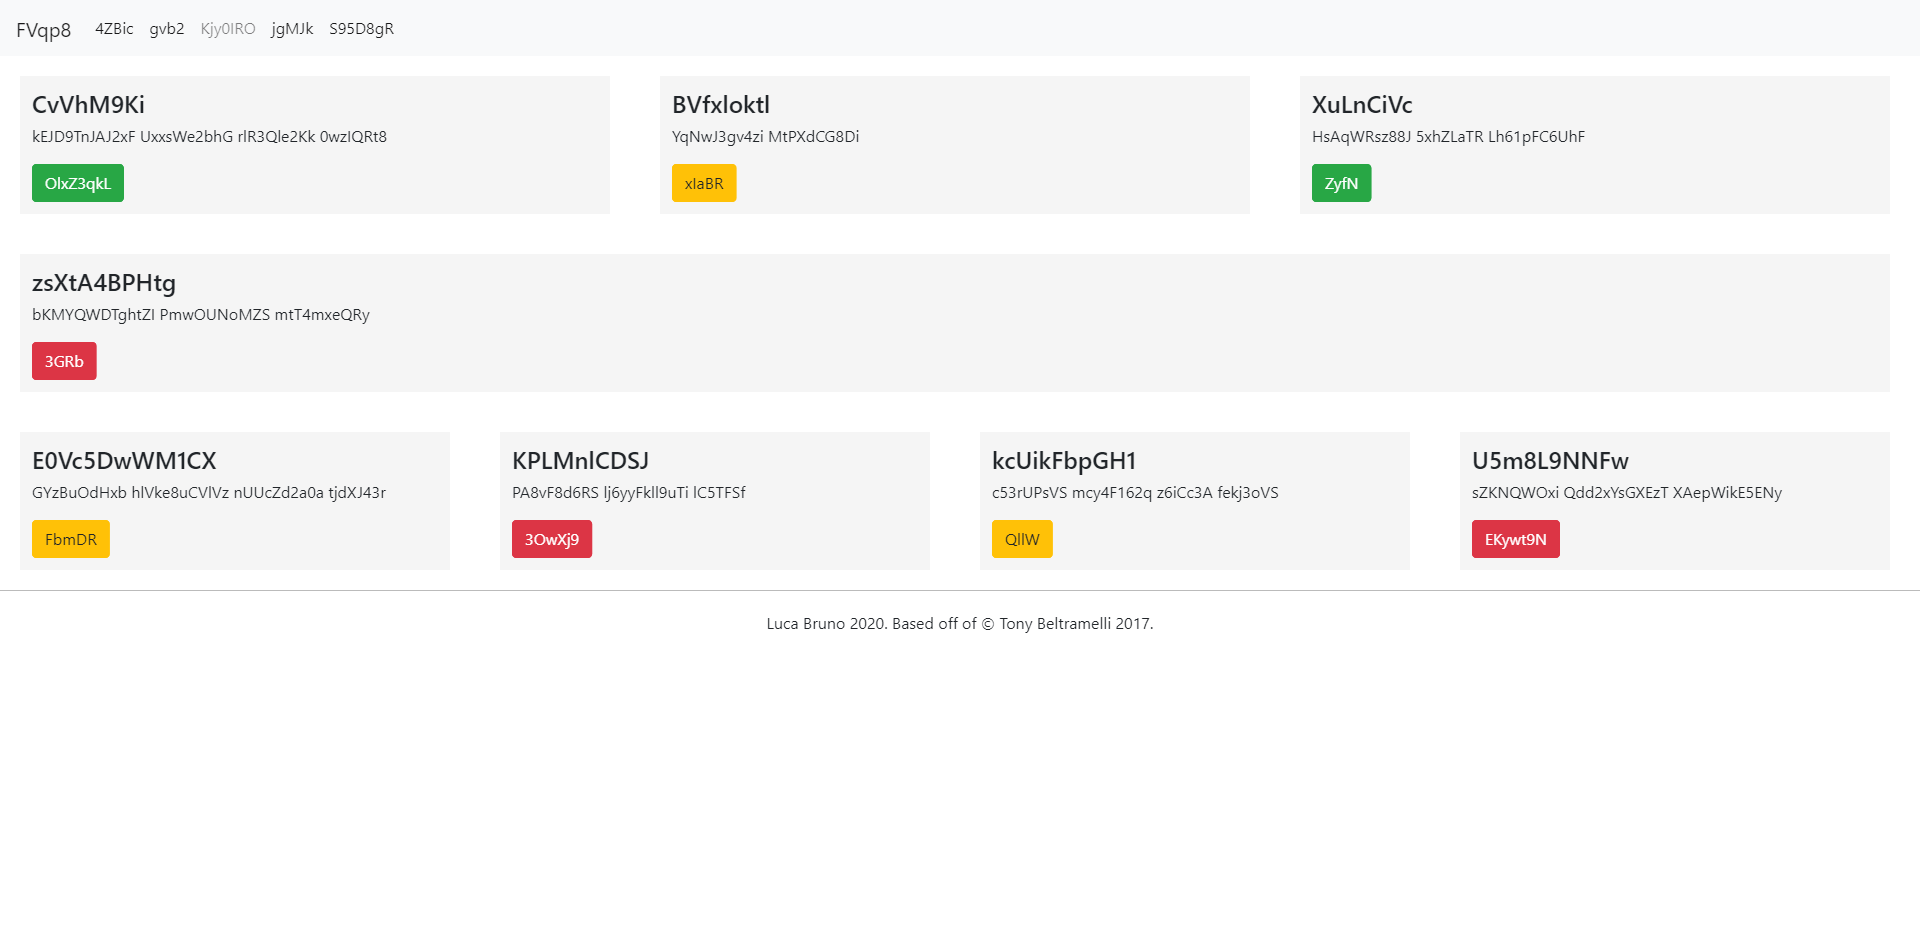 FVqp8 4ZBic gvb2 Kjy0IRO jgMJk S95D8gR
CvVhM9Ki
kEJD9TnJAJ2xF UxxsWe2bhG rlR3Qle2Kk 0wzIQRt8
OlxZ3qkL
BVfxloktl
YqNwJ3gv4zi MtPXdCG8Di
xIaBR
XuLnCiVc
HsAqWRsz88J 5xhZLaTR Lh61pFC6UhF
ZyfN
zsXtA4BPHtg
bKMYQWDTghtZI PmwOUNoMZS mtT4mxeQRy
3GRb
E0Vc5DwWM1CX
GYzBuOdHxb hlVke8uCVlVz nUUcZd2a0a tjdXJ43r
FbmDR
KPLMnlCDSJ
PA8vF8d6RS lj6yyFkll9uTi lC5TFSf
3OwXj9
kcUikFbpGH1
c53rUPsVS mcy4F162q z6iCc3A fekj3oVS
QllW
U5m8L9NNFw
sZKNQWOxi Qdd2xYsGXEzT XAepWikE5ENy
EKywt9N
Luca Bruno 2020. Based off of © Tony Beltramelli 2017.